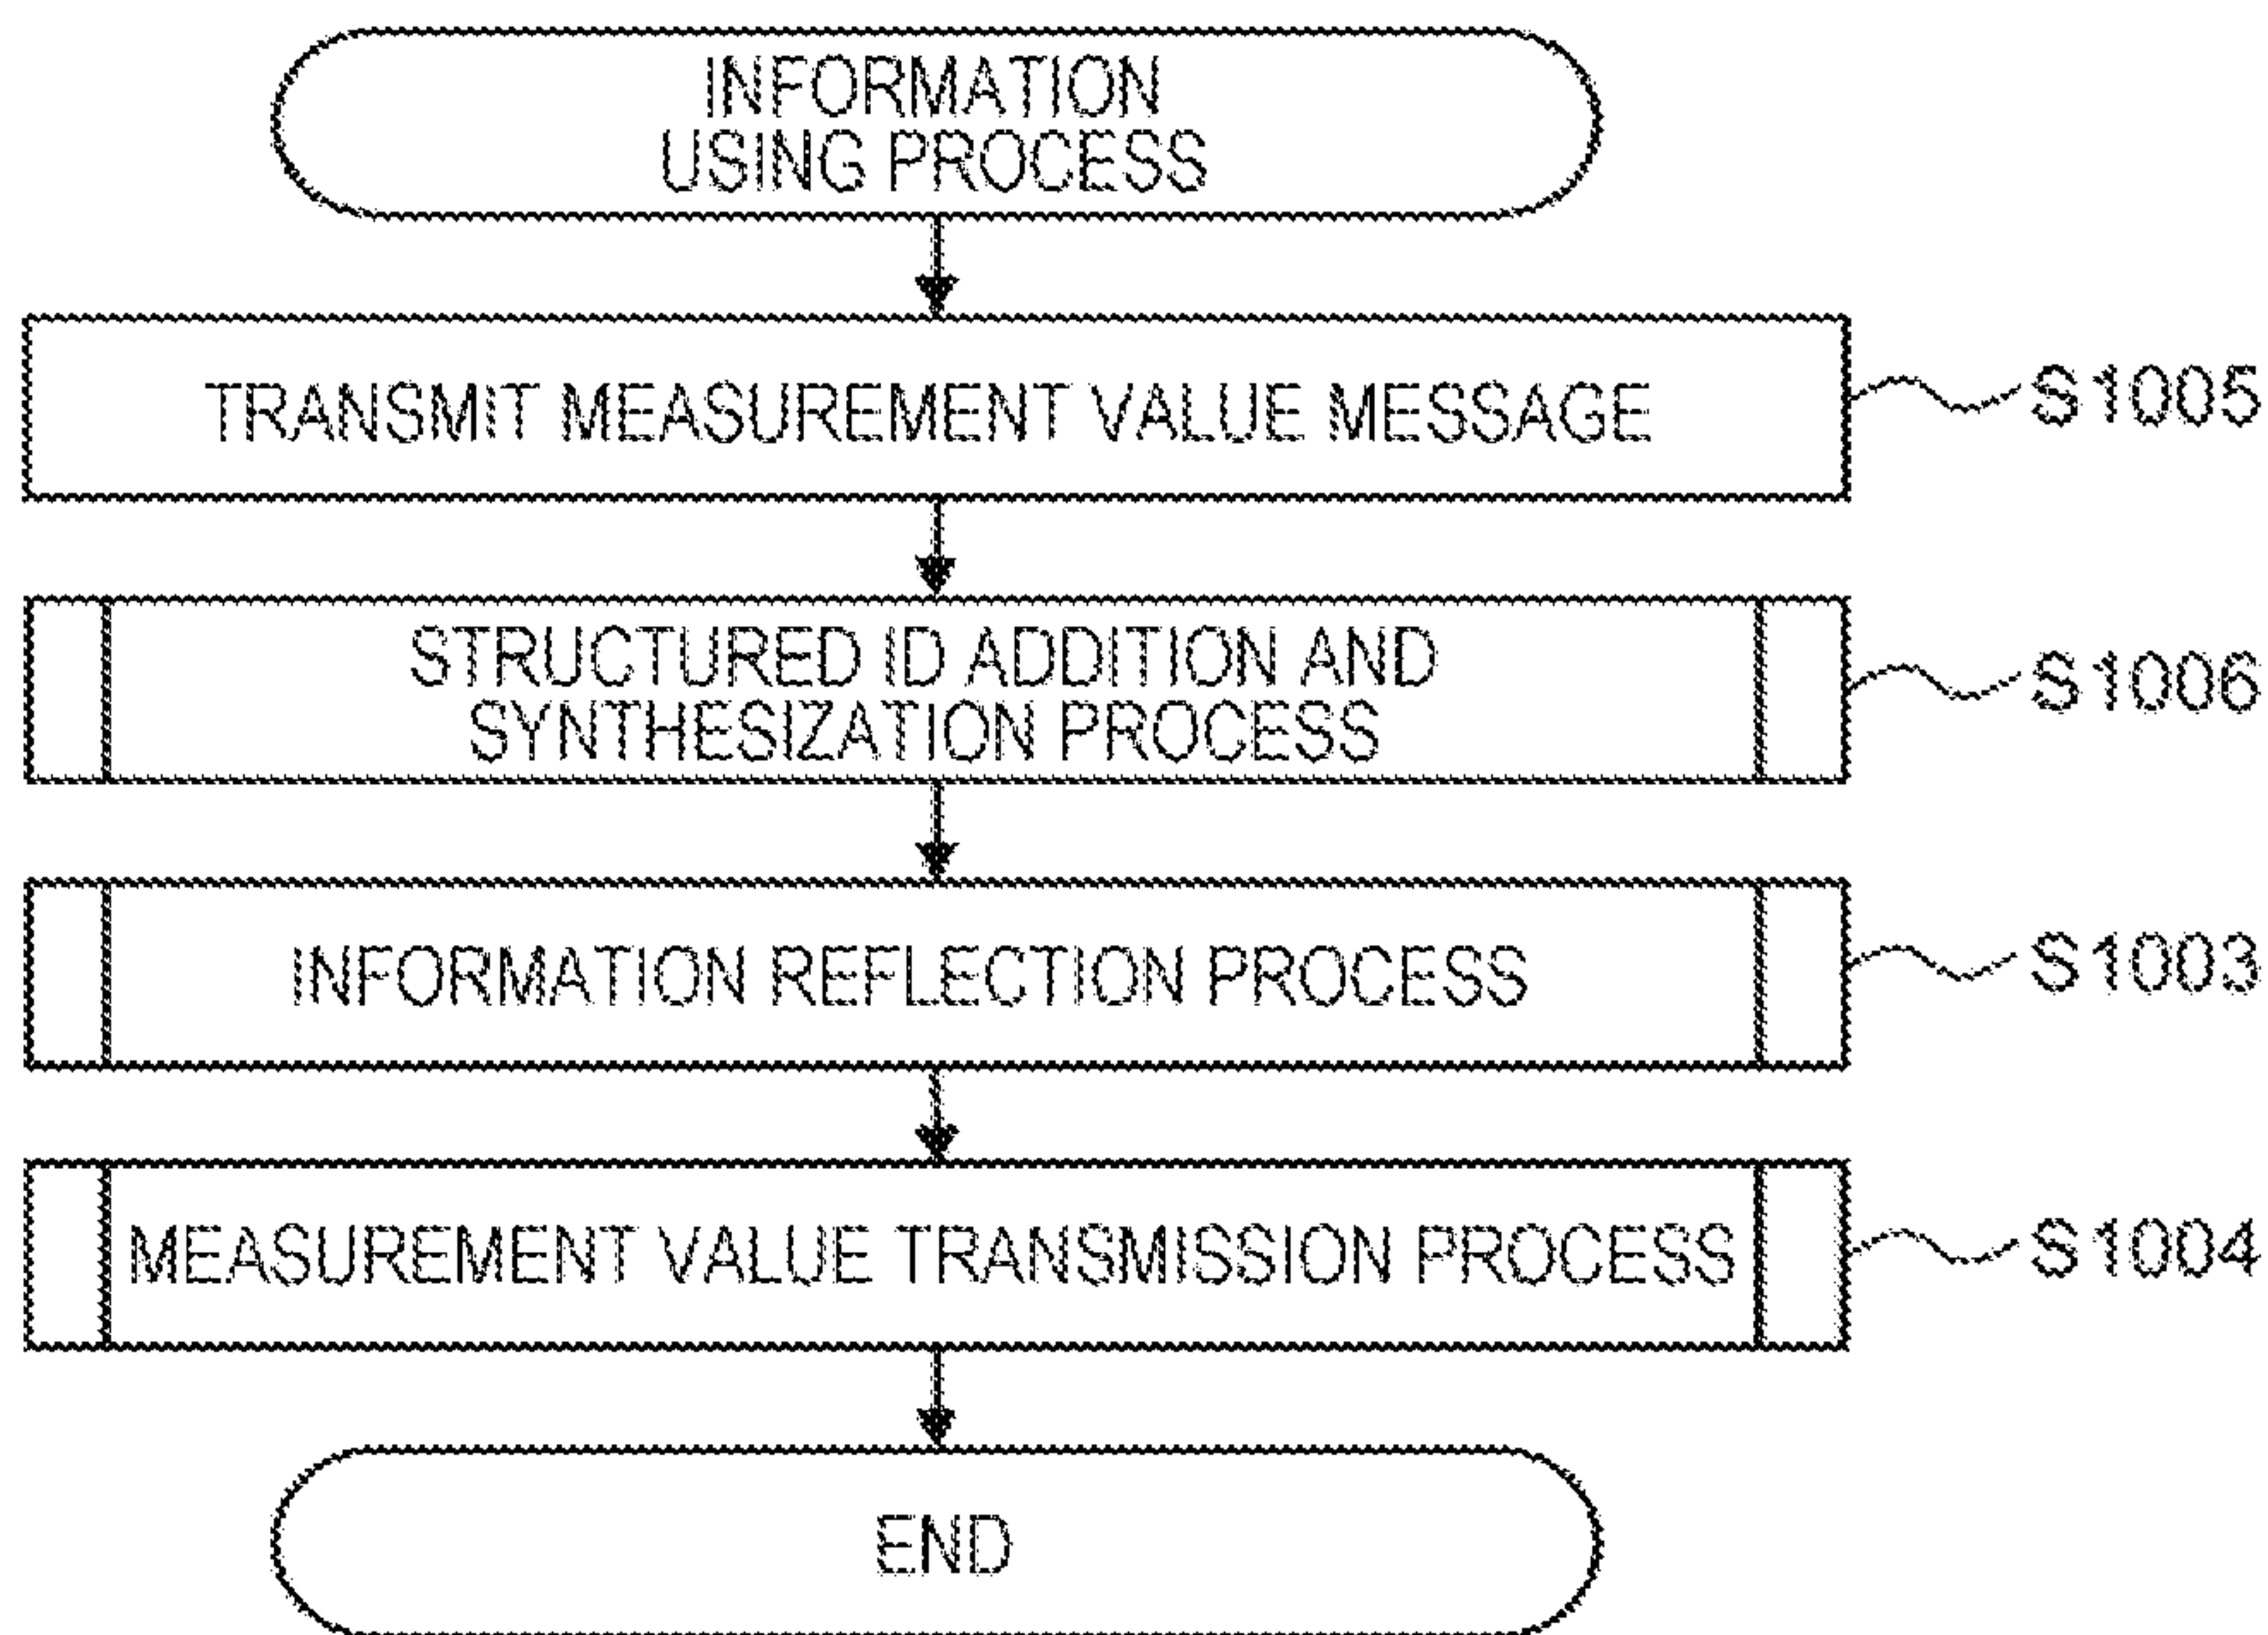 INFORMATION
USING PROCESS
TRANSMIT MEASUREMENT VALUE MESSAGE
S1005
STRUCTURED ID ADDITION AND
SYNTHESIZATION PROCESS
S1006
INFORMATION REFLECTION PROCESS
S1003
MEASUREMENT VALUE TRANSMISSION PROCESS
S1004
END